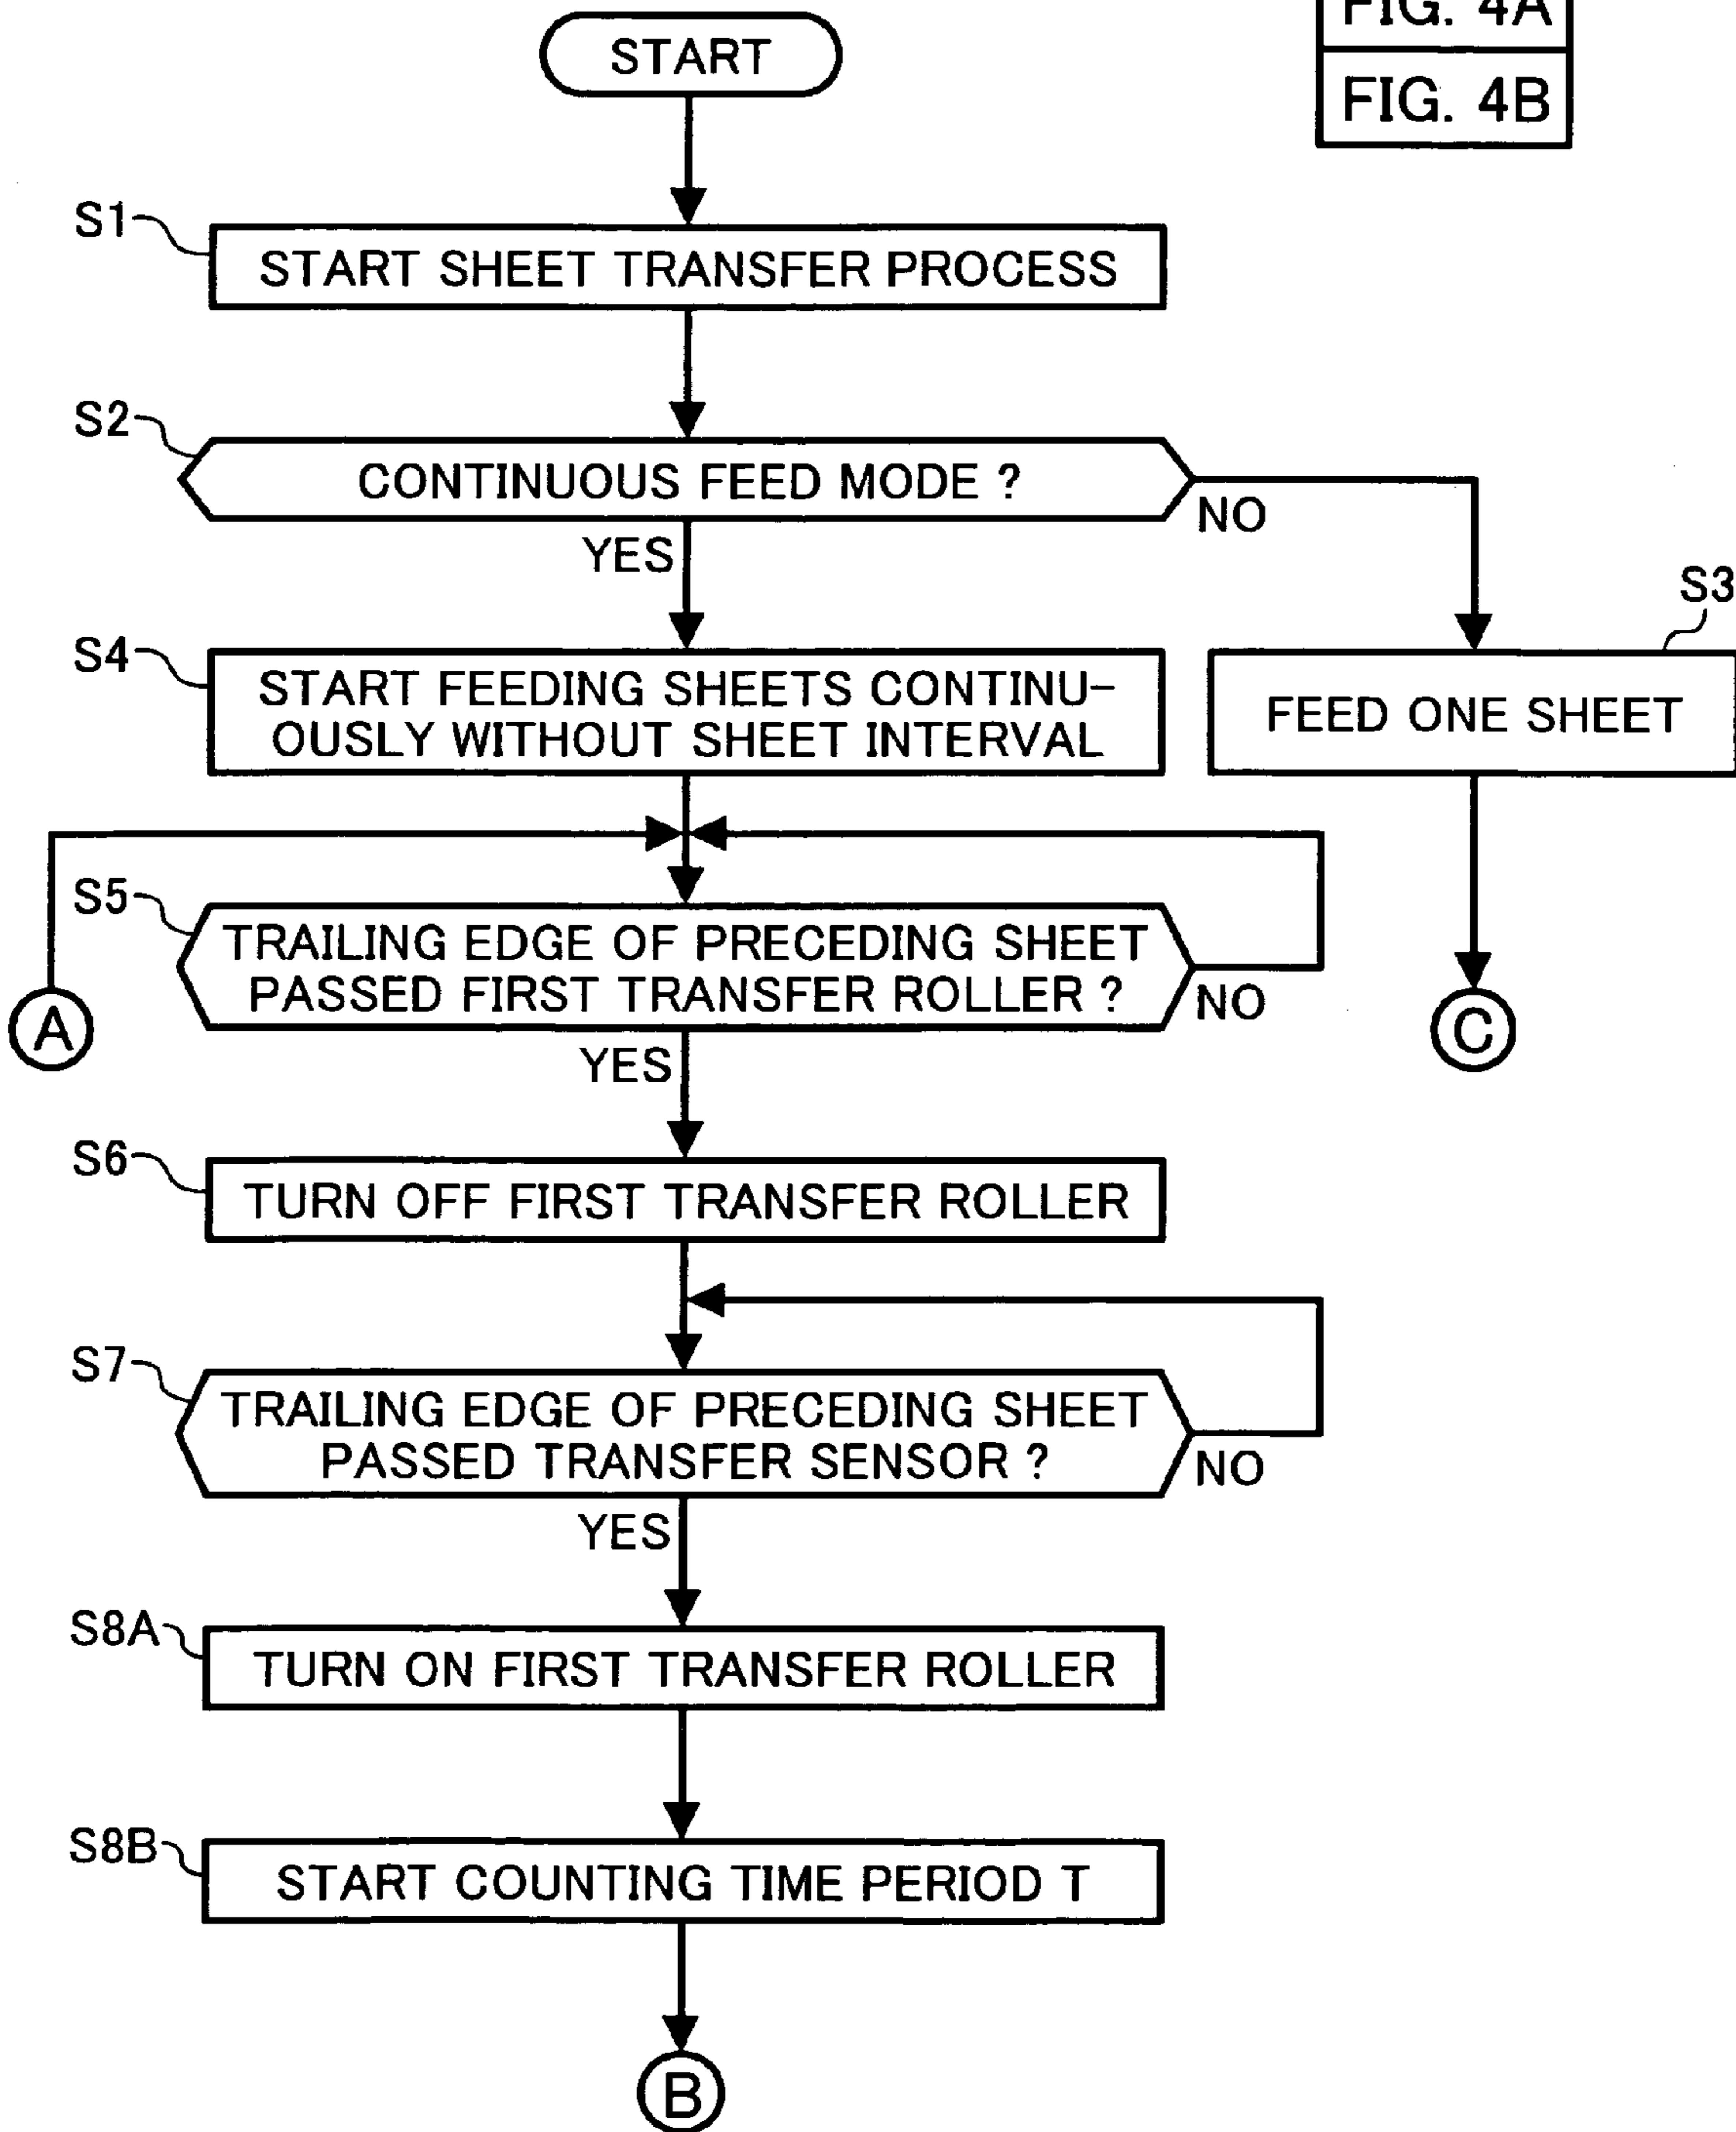 FIG. 4A
FIG. 4B
START
S1
START SHEET TRANSFER PROCESS
S2
CONTINUOUS FEED MODE ?
NO
YES
S3
S4
START FEEDING SHEETS CONTINU-
OUSLY WITHOUT SHEET INTERVAL
FEED ONE SHEET
S5
TRAILING EDGE OF PRECEDING SHEET
PASSED FIRST TRANSFER ROLLER ?
NO
A
C
YES
S6
TURN OFF FIRST TRANSFER ROLLER
S7
TRAILING EDGE OF PRECEDING SHEET
PASSED TRANSFER SENSOR ?
NO
YES
S8A
TURN ON FIRST TRANSFER ROLLER
S8B
START COUNTING TIME PERIOD T
B